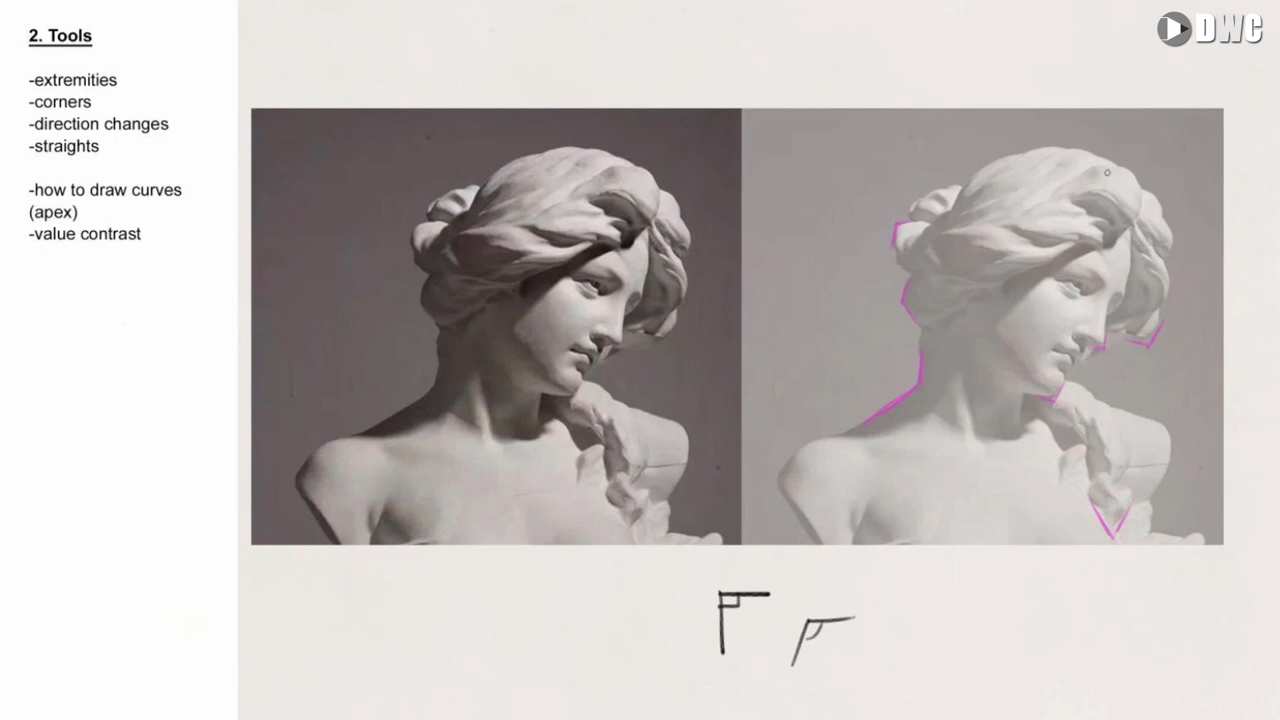 2. Tools
-extremities
-corners
-direction changes
-straights
-how to draw curves
(apex)
-value contrast
DWC